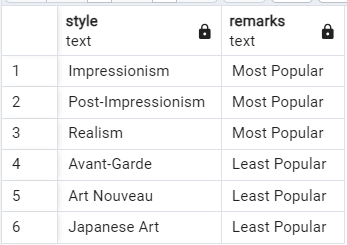 style remarks
text text
1 Impressionism Most Popular
2 Post-Impressionism Most Popular
3 Realism Most Popular
4 Avant-Garde Least Popular
5 Art Nouveau Least Popular
6 Japanese Art Least Popular